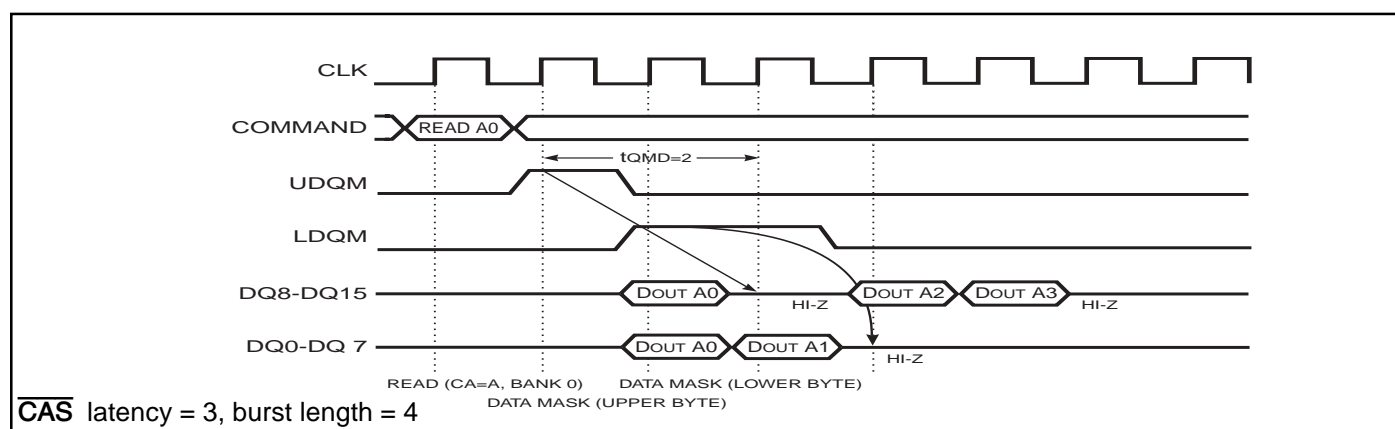 CLK
COMMAND
READ A0
tQMD=2
UDQM
LDQM
DQ8-DQ15
DOUT A0
HI-Z
DOUT A2
DOUT A3
HI-Z
DQ0-DQ 7
DOUT A0
DOUT A1
HI-Z
READ (CA=A, BANK 0)
DATA MASK (LOWER BYTE)
DATA MASK (UPPER BYTE)
CAS latency = 3, burst length = 4